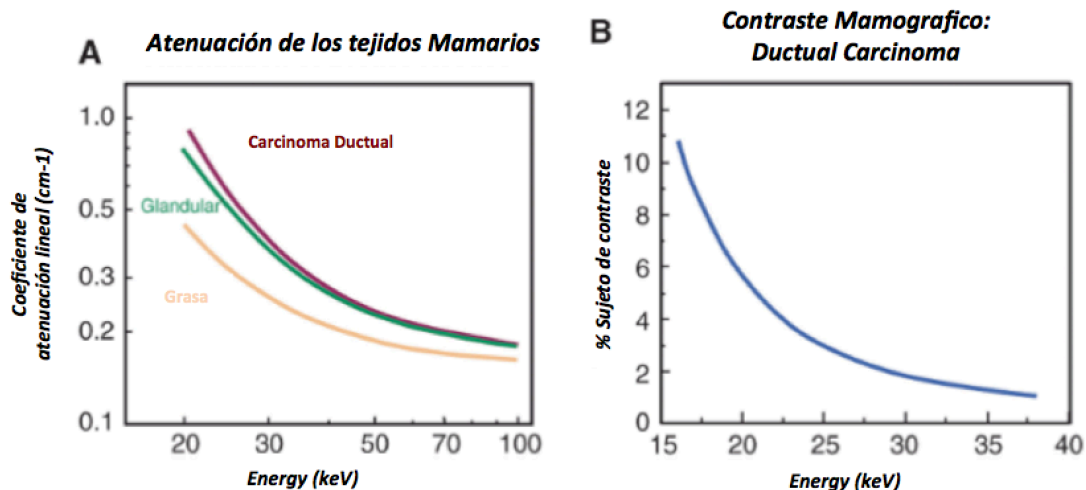 A
Atenuación de los tejidos Mamarios
Coeficiente de
atenuación lineal (cm-1)
1.0
0.5
0.3
0.2
0.1
Carcinoma Ductual
Glandular
Grasa
20
30
50
70
100
Energy (keV)
B
Contraste Mamografico:
Ductual Carcinoma
% Sujeto de contraste
12
10
8
6
4
2
0
15
20
25
30
35
40
Energy (keV)